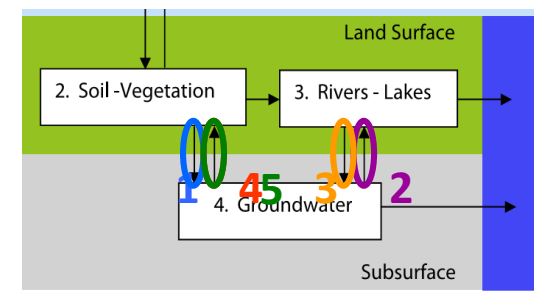 Land Surface
2. Soil -Vegetation
3. Rivers - Lakes
1 4 5 3 2
4. Groundwater
Subsurface